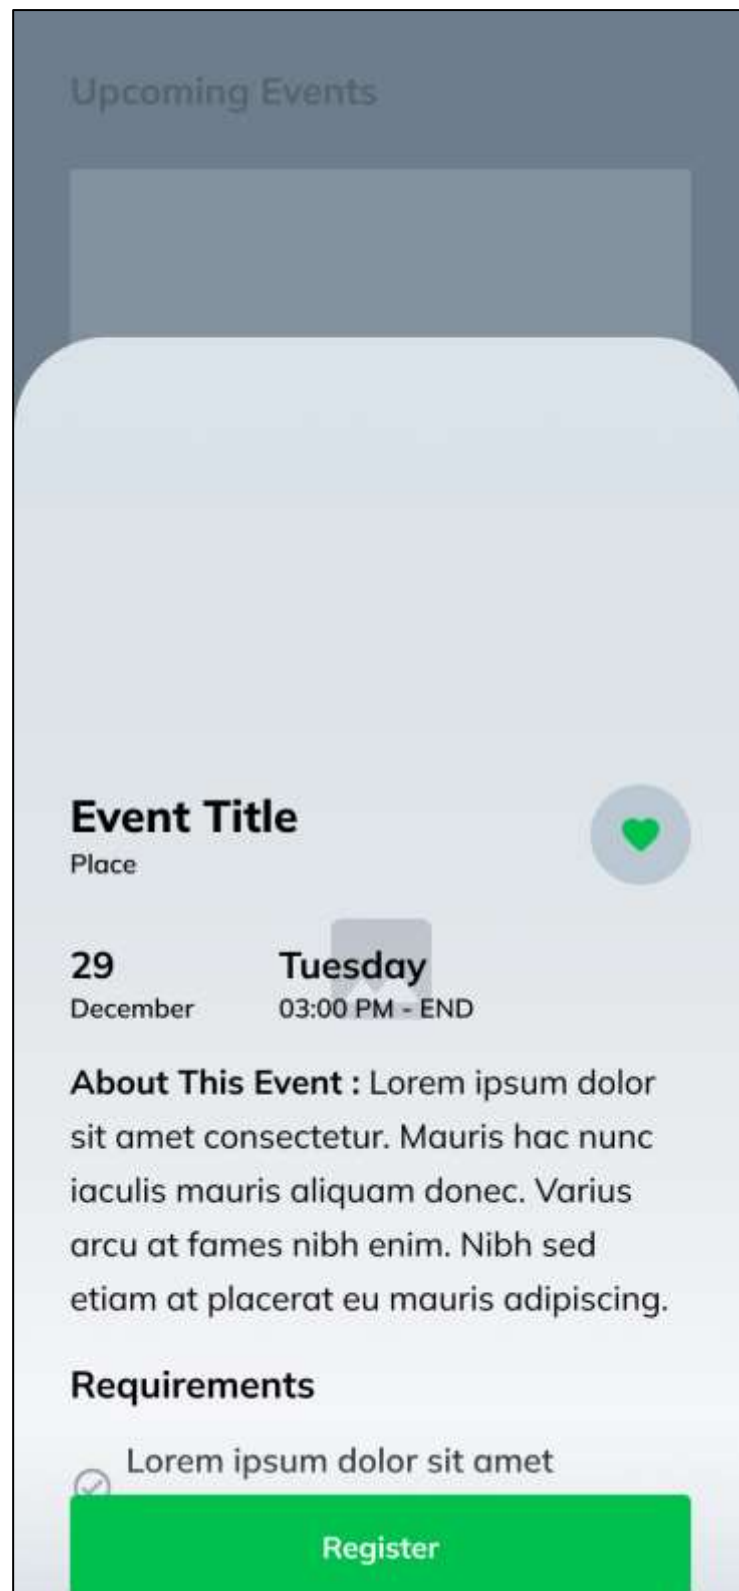 Upcoming Events
Event Title
Place
29
Tuesday
December
03:00 PM - END
About This Event : Lorem ipsum dolor
sit amet consectetur. Mauris hac nunc
iaculis mauris aliquam donec. Varius
arcu at fames nibh enim. Nibh sed
etiam at placerat eu mauris adipiscing.
Requirements
Lorem ipsum dolor sit amet
Register